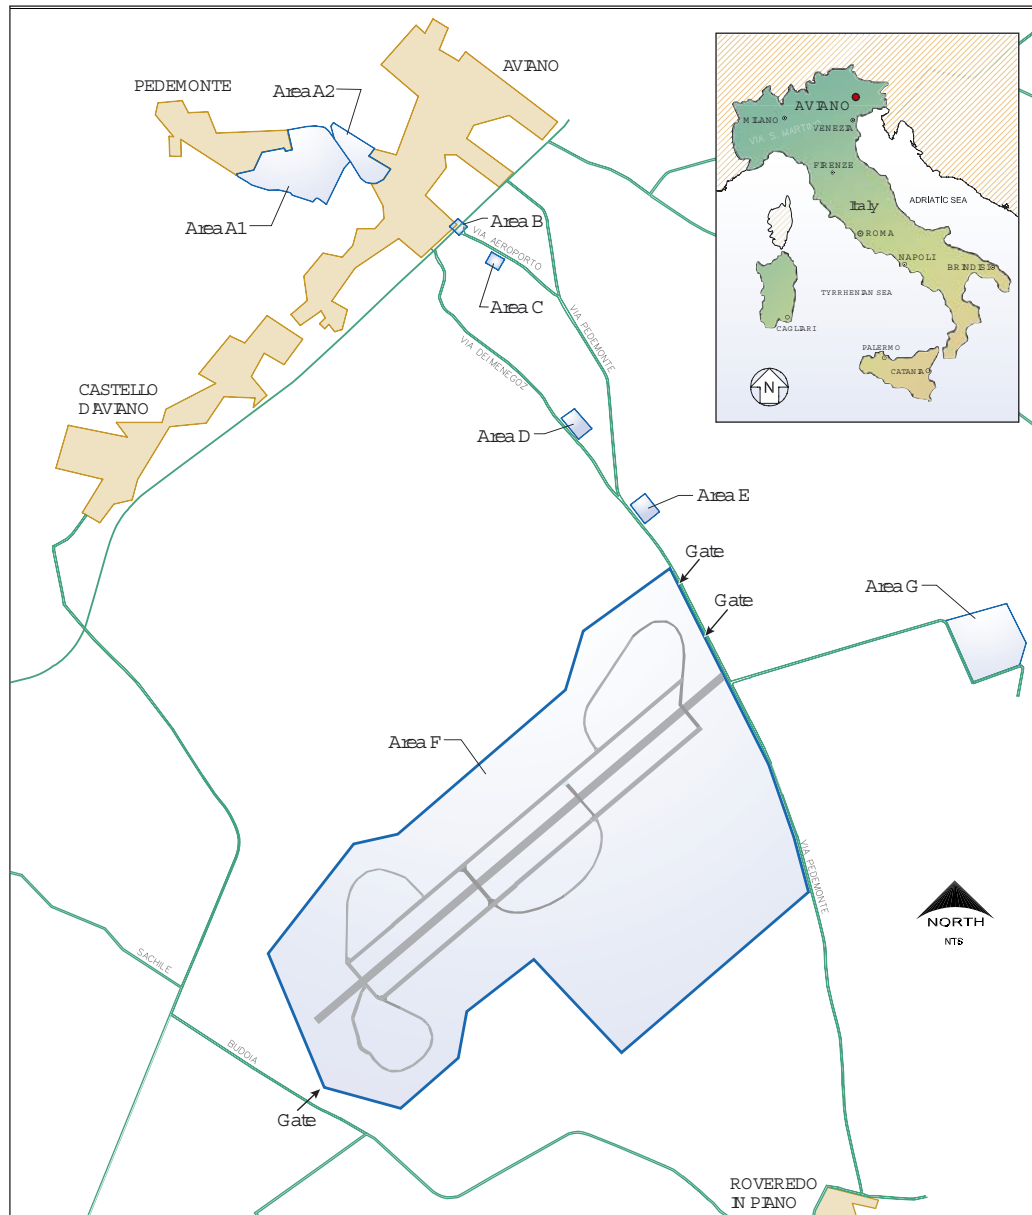 AVIANO
PEDEMONTE
Area A2
Area A1
Area B
VIA AEROPORTO
Area C
VIA PEDEMONTE
VIA DEI MENEGOZ
CASTELLO
D'AVIANO
Area D
Area E
Gate
Gate
Area G
Area F
VIA PEDEMONTE
SACHILE
BUDOIA
Gate
ROVEREDO
IN PIANO
NORTH
NTS
AVIANO
MILANO
VENEZIA
VIA S. MARTINO
FIRENZE
Italy
ADRIATIC SEA
ROMA
NAPOLI
BRINDISI
TYRRHENIAN SEA
CAGLIARI
PALERMO
CATANIA
N